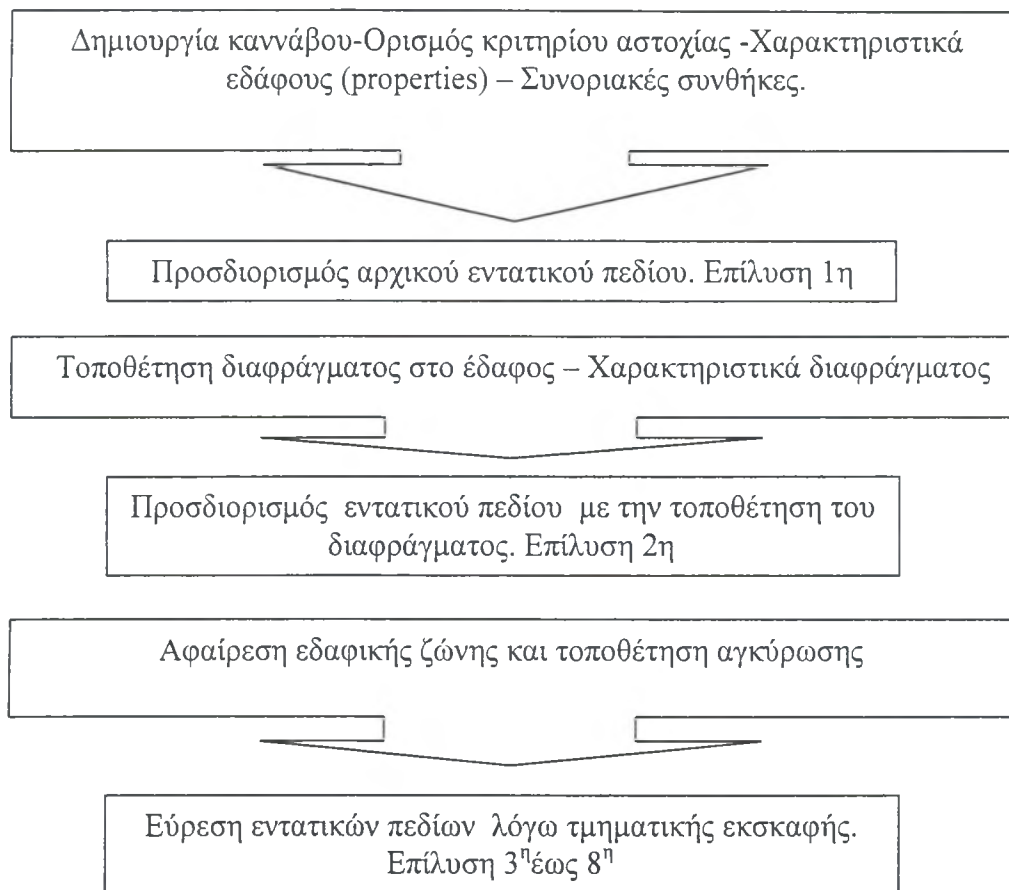 Δημιουργία καννάβου-Ορισμός κριτηρίου αστοχίας -Χαρακτηριστικά
εδάφους (properties) – Συνοριακές συνθήκες.
Προσδιορισμός αρχικού εντατικού πεδίου. Επίλυση 1η
Τοποθέτηση διαφράγματος στο έδαφος – Χαρακτηριστικά διαφράγματος
Προσδιορισμός εντατικού πεδίου με την τοποθέτηση του
διαφράγματος. Επίλυση 2η
Αφαίρεση εδαφικής ζώνης και τοποθέτηση αγκύρωσης
Εύρεση εντατικών πεδίων λόγω τμηματικής εκσκαφής.
Επίλυση 3ηέως 8η